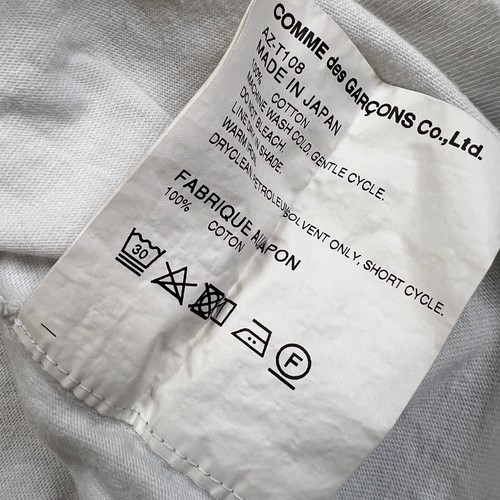 COMME des GARÇONS Co.,Ltd.
AZ-T108
MADE IN JAPAN
100% COTTON
MACHINE WASH COLD, GENTLE CYCLE.
DO NOT BLEACH.
LINE DRY IN SHADE.
WARM IRON.
DRYCLEAN, PETROLEUM SOLVENT ONLY, SHORT CYCLE.
FABRIQUE AU JAPON
100% COTON
30
F